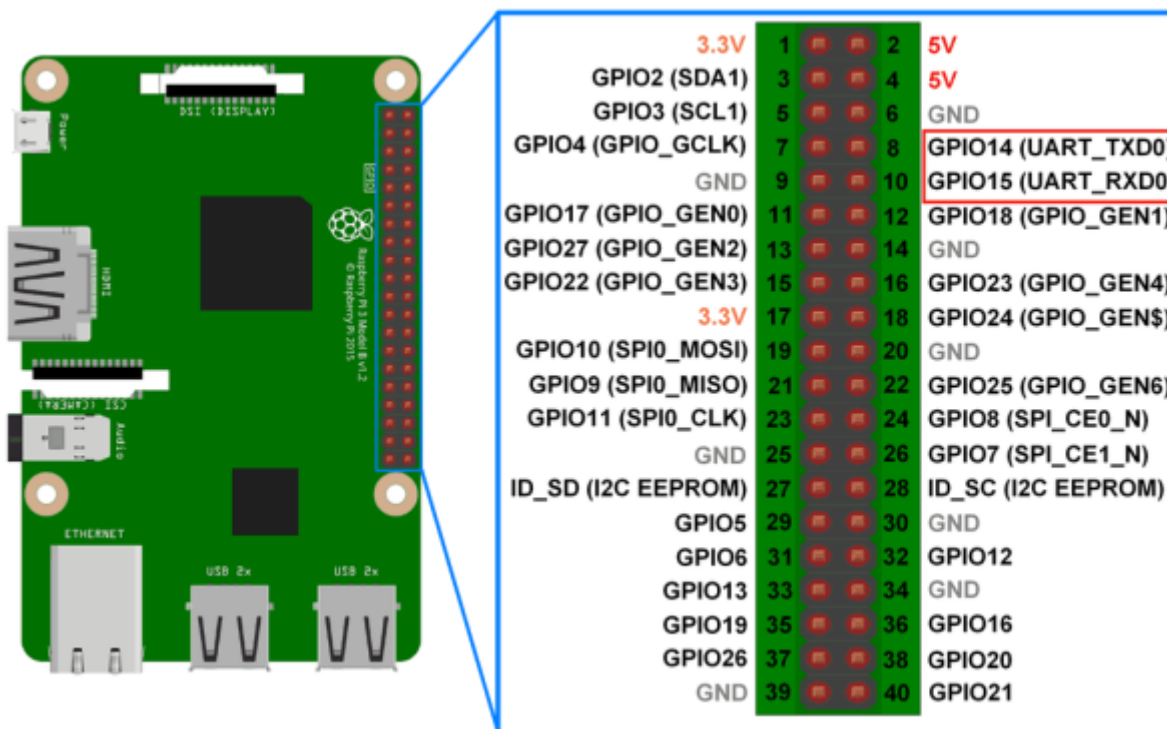 DSI (DISPLAY)
Power
GPIO
Raspberry Pi 3 Model B v1.2
© Raspberry Pi 2015
HDMI
CSI (CAMERA)
Audio
ETHERNET
USB 2x
USB 2x
3.3V 1 2 5V
GPIO2 (SDA1) 3 4 5V
GPIO3 (SCL1) 5 6 GND
GPIO4 (GPIO_GCLK) 7 8 GPIO14 (UART_TXD0)
GND 9 10 GPIO15 (UART_RXD0
GPIO17 (GPIO_GEN0) 11 12 GPIO18 (GPIO_GEN1)
GPIO27 (GPIO_GEN2) 13 14 GND
GPIO22 (GPIO_GEN3) 15 16 GPIO23 (GPIO_GEN4)
3.3V 17 18 GPIO24 (GPIO_GEN$)
GPIO10 (SPI0_MOSI) 19 20 GND
GPIO9 (SPI0_MISO) 21 22 GPIO25 (GPIO_GEN6)
GPIO11 (SPI0_CLK) 23 24 GPIO8 (SPI_CE0_N)
GND 25 26 GPIO7 (SPI_CE1_N)
ID_SD (I2C EEPROM) 27 28 ID_SC (I2C EEPROM)
GPIO5 29 30 GND
GPIO6 31 32 GPIO12
GPIO13 33 34 GND
GPIO19 35 36 GPIO16
GPIO26 37 38 GPIO20
GND 39 40 GPIO21